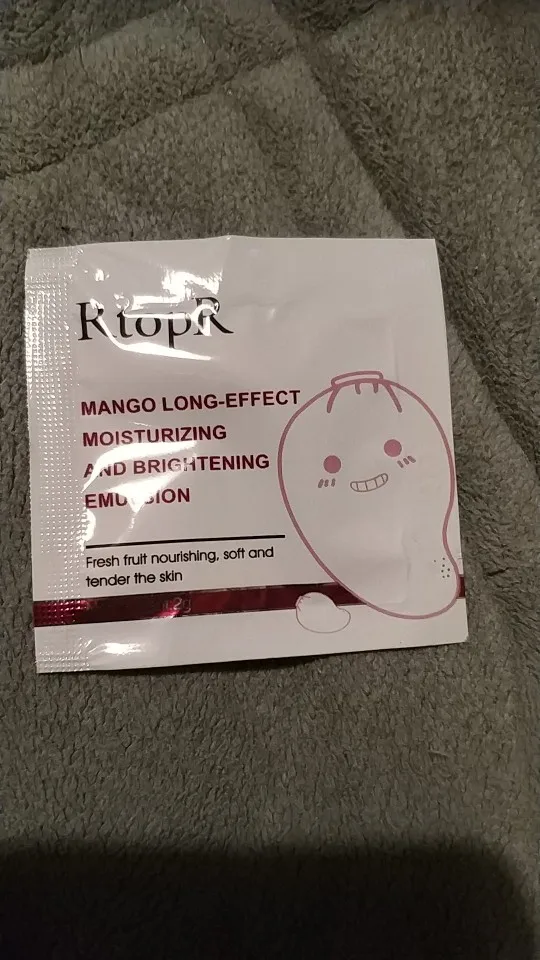 RtopR
MANGO LONG-EFFECT
MOISTURIZING
AND BRIGHTENING
EMULSION
Fresh fruit nourishing, soft and
tender the skin